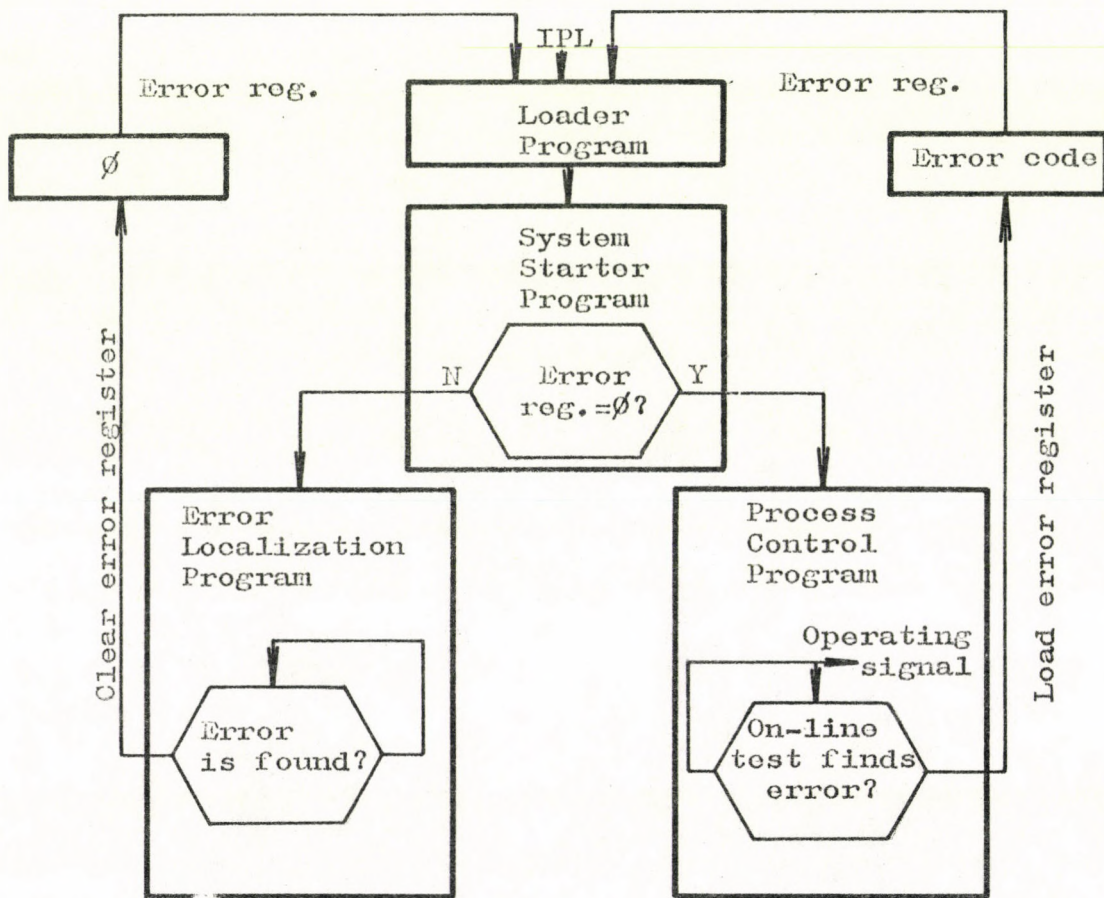 IPL
Error reg.
Error reg.
Loader
Program
Ø
Error code
System
Startor
Program
N
Error
reg.=Ø?
Y
Clear error register
Load error register
Error
Localization
Program
Process
Control
Program
Operating
signal
Error
is found?
On-line
test finds
error?